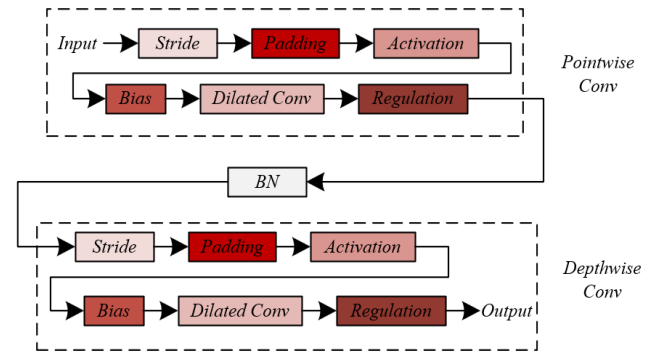 Input
Stride
Padding
Activation
Pointwise
Conv
Bias
Dilated Conv
Regulation
BN
Stride
Padding
Activation
Depthwise
Conv
Bias
Dilated Conv
Regulation
Output